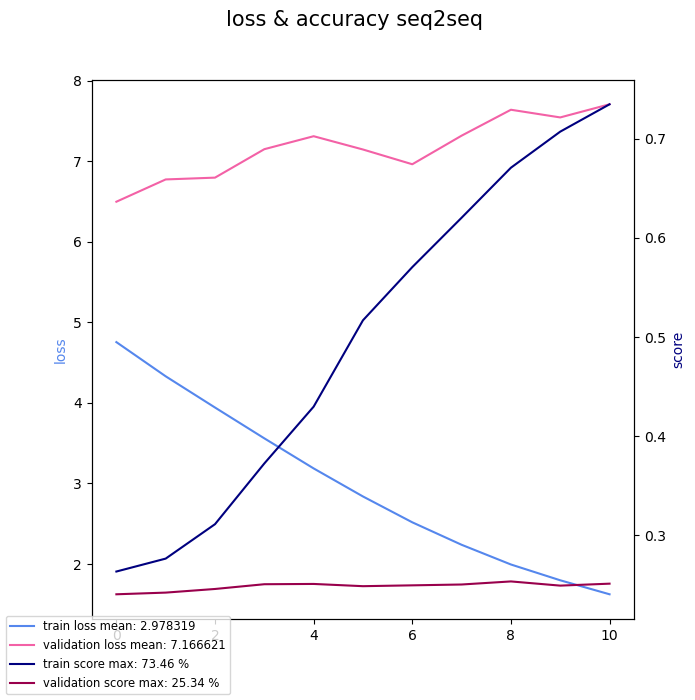 loss & accuracy seq2seq
8
7
6
5
4
3
2
loss
0.7
0.6
0.5
0.4
0.3
score
0 2 4 6 8 10
train loss mean: 2.978319
validation loss mean: 7.166621
train score max: 73.46 %
validation score max: 25.34 %